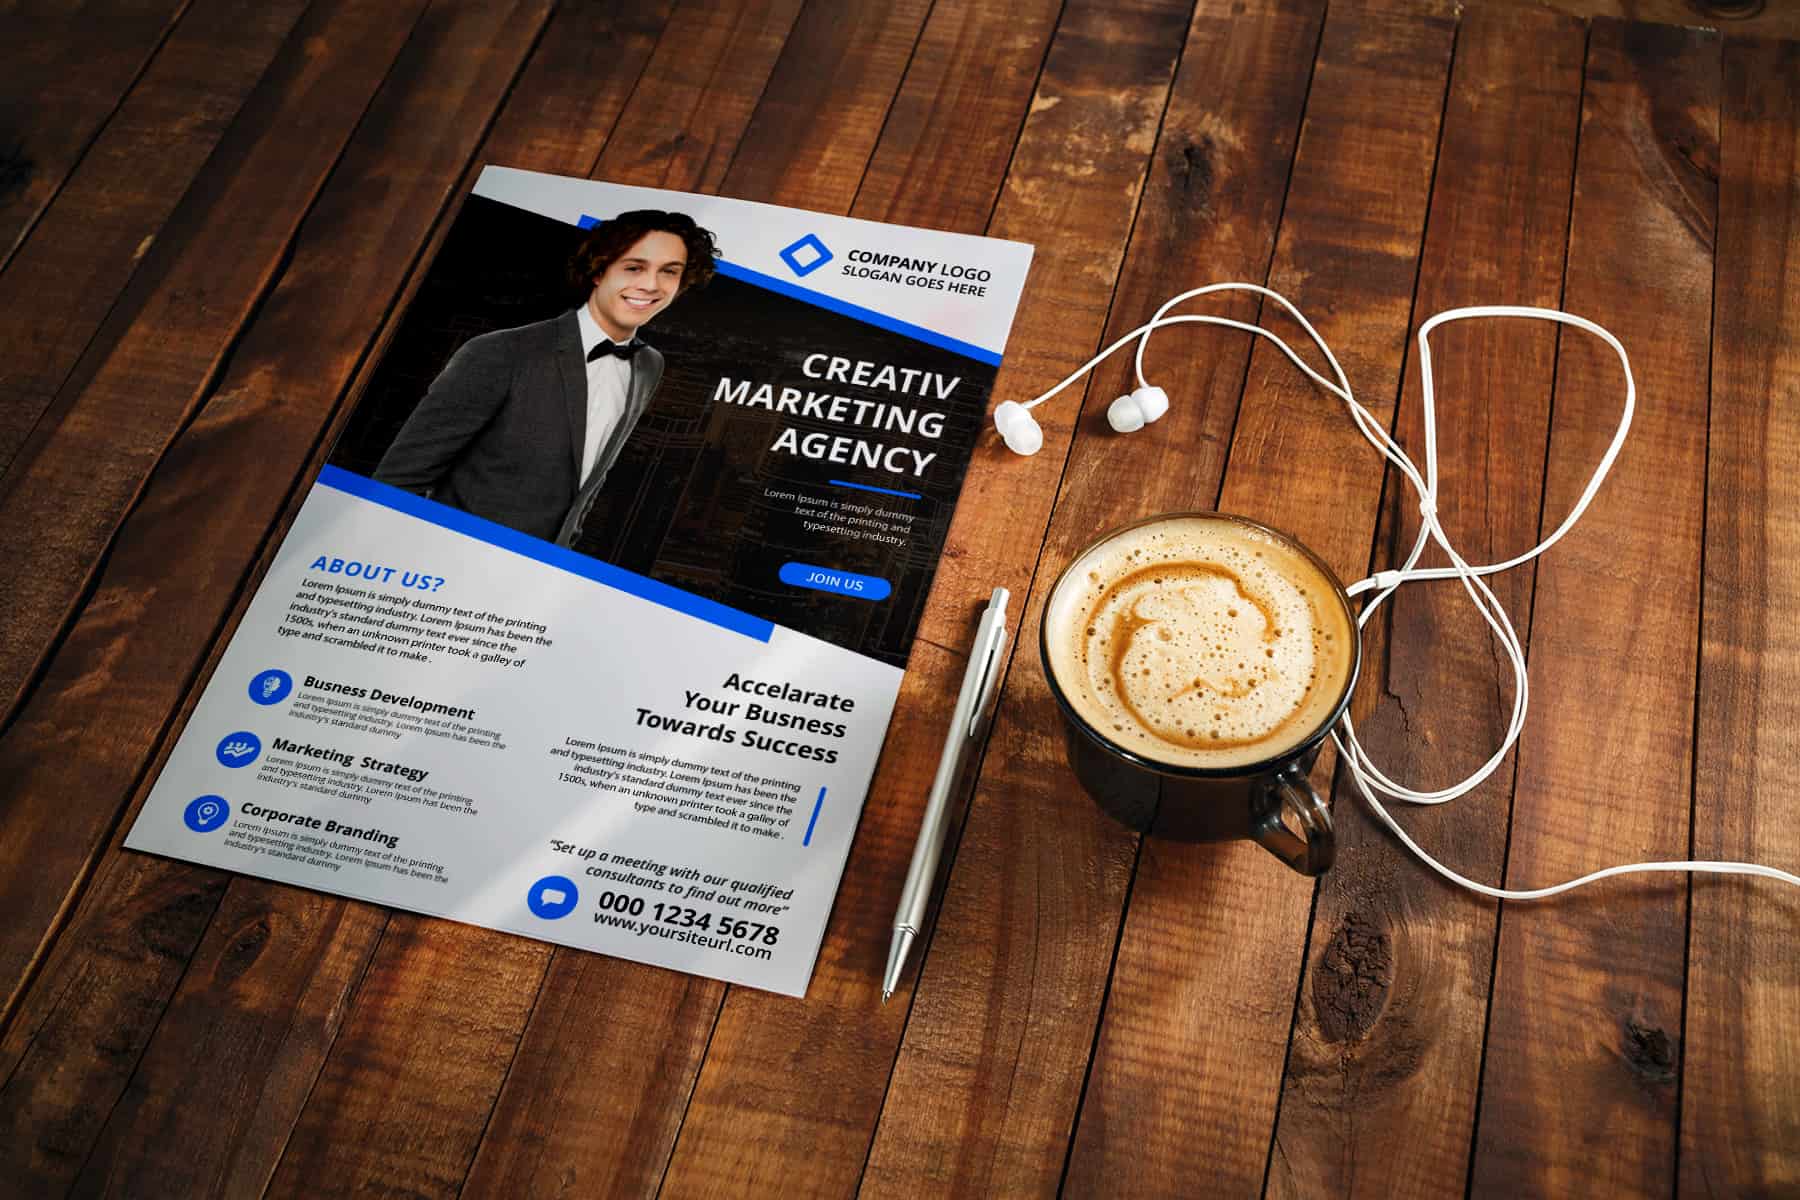 COMPANY LOGO
SLOGAN GOES HERE
CREATIV
MARKETING
AGENCY
Lorem Ipsum is simply dummy
text of the printing and
typesetting industry.
JOIN US
ABOUT US?
Lorem Ipsum is simply dummy text of the printing
and typesetting industry. Lorem Ipsum has been the
industry's standard dummy text ever since the
1500s, when an unknown printer took a galley of
type and scrambled it to make .
Business Development
Lorem Ipsum is simply dummy text of the printing
and typesetting industry. Lorem Ipsum has been the
industry's standard dummy
Marketing Strategy
Lorem Ipsum is simply dummy text of the printing
and typesetting industry. Lorem Ipsum has been the
industry's standard dummy
Corporate Branding
Lorem Ipsum is simply dummy text of the printing
and typesetting industry. Lorem Ipsum has been the
industry's standard dummy
Accelarate
Your Business
Towards Success
Lorem Ipsum is simply dummy text of the printing
and typesetting industry. Lorem Ipsum has been the
industry's standard dummy text ever since the
1500s, when an unknown printer took a galley of
type and scrambled it to make .
"Set up a meeting with our qualified
consultants to find out more"
000 1234 5678
www.yoursiteurl.com